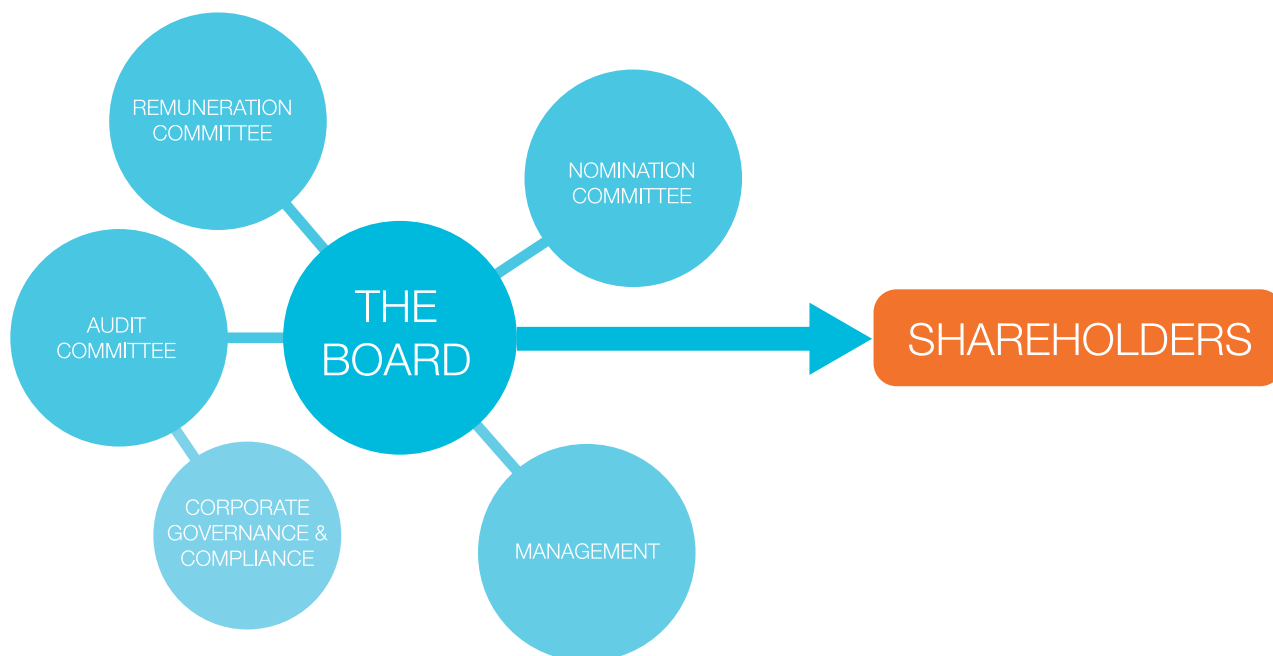 REMUNERATION
COMMITTEE
NOMINATION
COMMITTEE
AUDIT
COMMITTEE
THE
BOARD
SHAREHOLDERS
CORPORATE
GOVERNANCE &
COMPLIANCE
MANAGEMENT